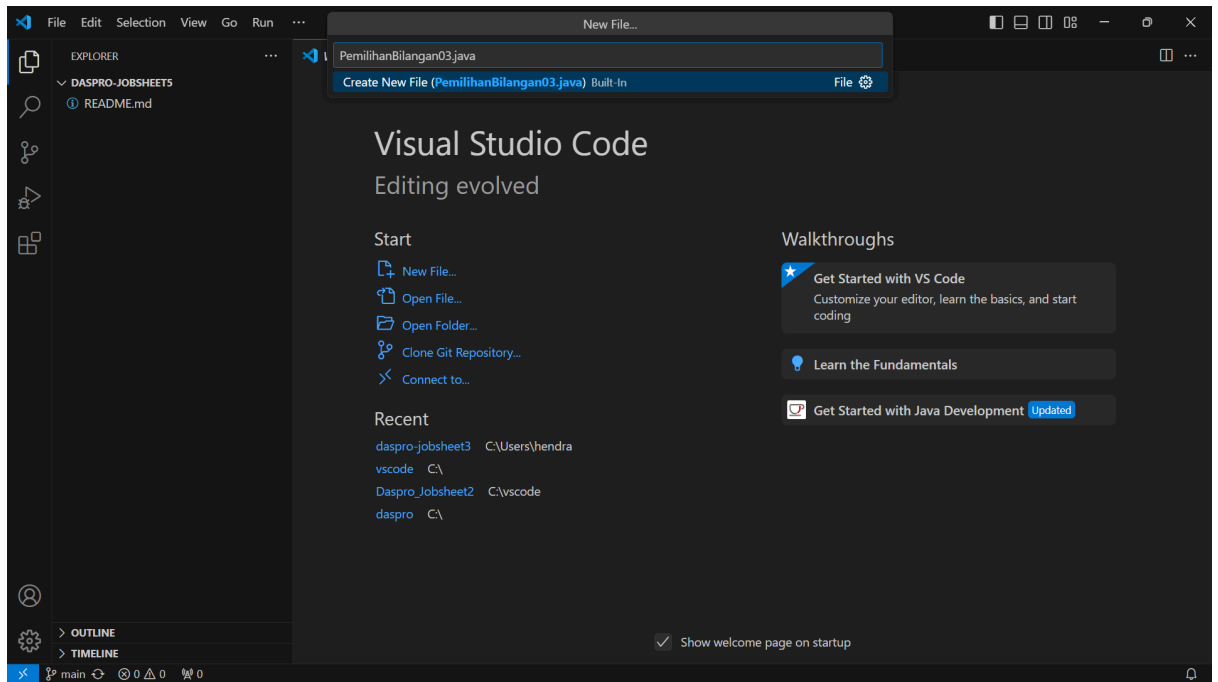 File Edit Selection View Go Run ···
New File...
EXPLORER ···
PemilihanBilangan03.java
DASPRO-JOBSHEET5
Create New File (PemilihanBilangan03.java) Built-In File
README.md
Visual Studio Code
Editing evolved
Start
New File...
Open File...
Open Folder...
Clone Git Repository...
Connect to...
Recent
daspro-jobsheet3 C:\Users\hendra
vscode C:\
Daspro_Jobsheet2 C:\vscode
daspro C:\
Walkthroughs
Get Started with VS Code
Customize your editor, learn the basics, and start
coding
Learn the Fundamentals
Get Started with Java Development Updated
OUTLINE
TIMELINE
Show welcome page on startup
main 0 0 0